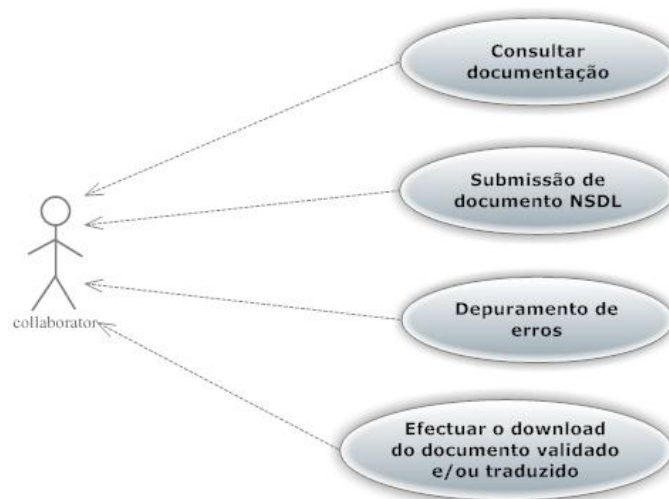 Consultar
documentação
Submissão de
documento NSDL
Depuramento de
erros
collaborator
Efectuar o download
do documento validado
e/ou traduzido